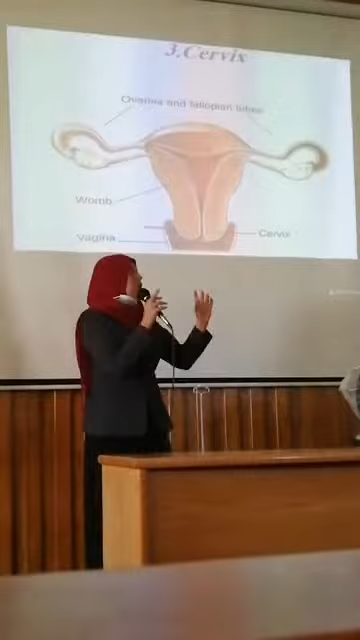 3.Cervix
Ovaries and fallopian tubes
Womb
Vagina
Cervix